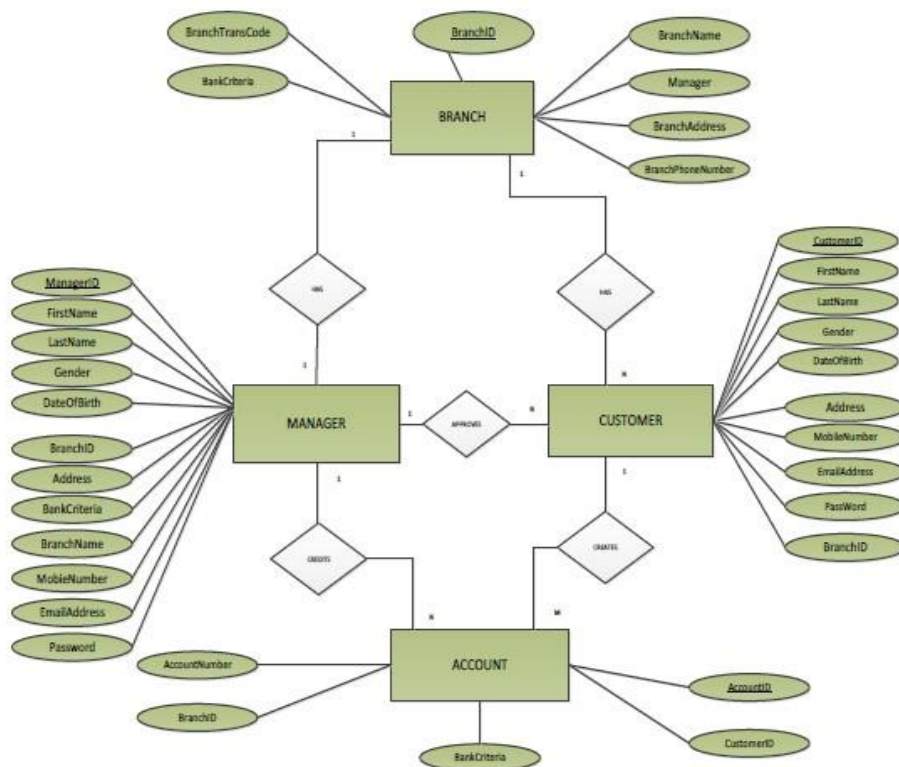 BranchTransCode
BranchID
BranchName
BankCriteria
Manager
BRANCH
BranchAddress
BranchPhoneNumber
1
1
HAS
HAS
ManagerID
FirstName
LastName
Gender
DateOfBirth
BranchID
Address
BankCriteria
BranchName
MobieNumber
EmailAddress
Password
1
N
MANAGER
1
APPROVES
N
CUSTOMER
CustomerID
FirstName
LastName
Gender
DateOfBirth
Address
MobileNumber
EmailAddress
PassWord
BranchID
1
1
CREDITS
CREATES
N
M
ACCOUNT
AccountNumber
BranchID
BankCriteria
AccountID
CustomerID